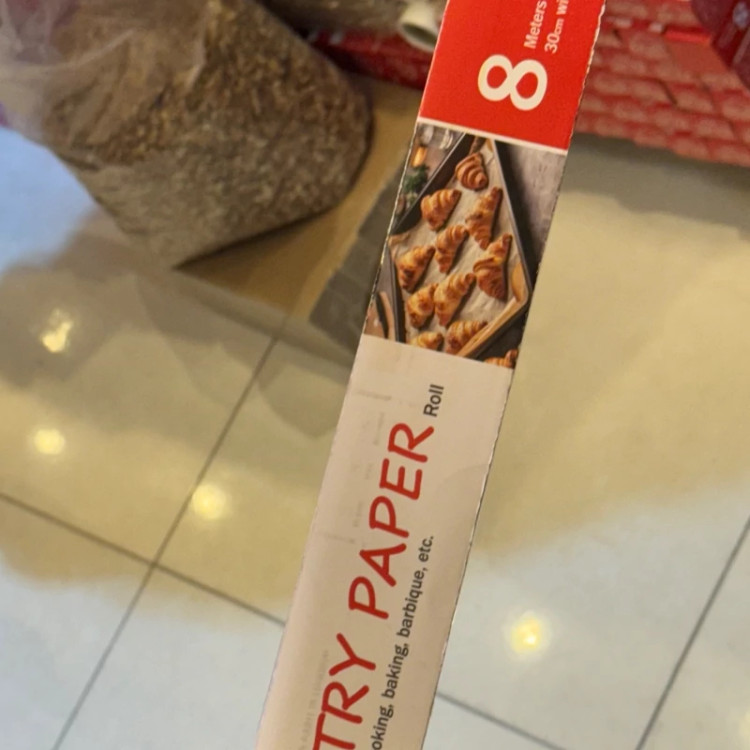 TRY PAPER Roll
oking, baking, barbique, etc.
8 Meters
30cm wi